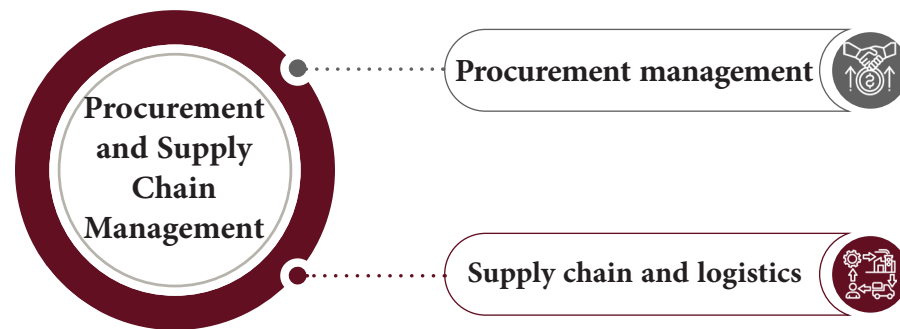 Procurement
and Supply
Chain
Management
Procurement management
Supply chain and logistics